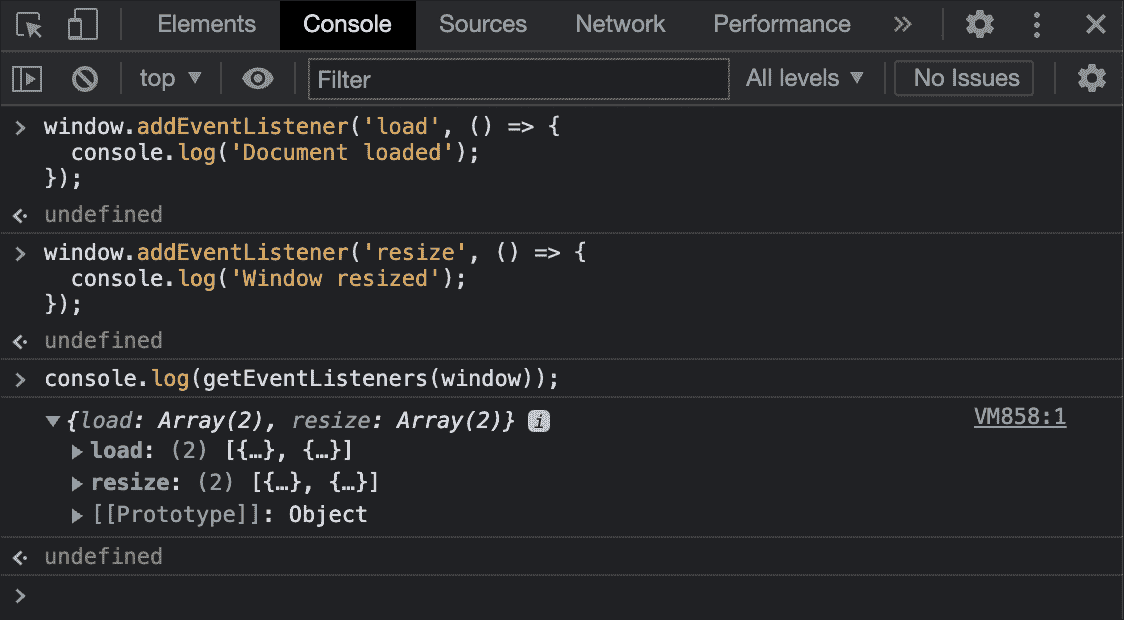 Elements Console Sources Network Performance »
top ▼ Filter All levels ▼ No Issues
> window.addEventListener('load', () => {
  console.log('Document loaded');
});
<· undefined
> window.addEventListener('resize', () => {
  console.log('Window resized');
});
<· undefined
> console.log(getEventListeners(window));
▼{load: Array(2), resize: Array(2)} i VM858:1
▶load: (2) [{…}, {…}]
▶resize: (2) [{…}, {…}]
▶[[Prototype]]: Object
<· undefined
>